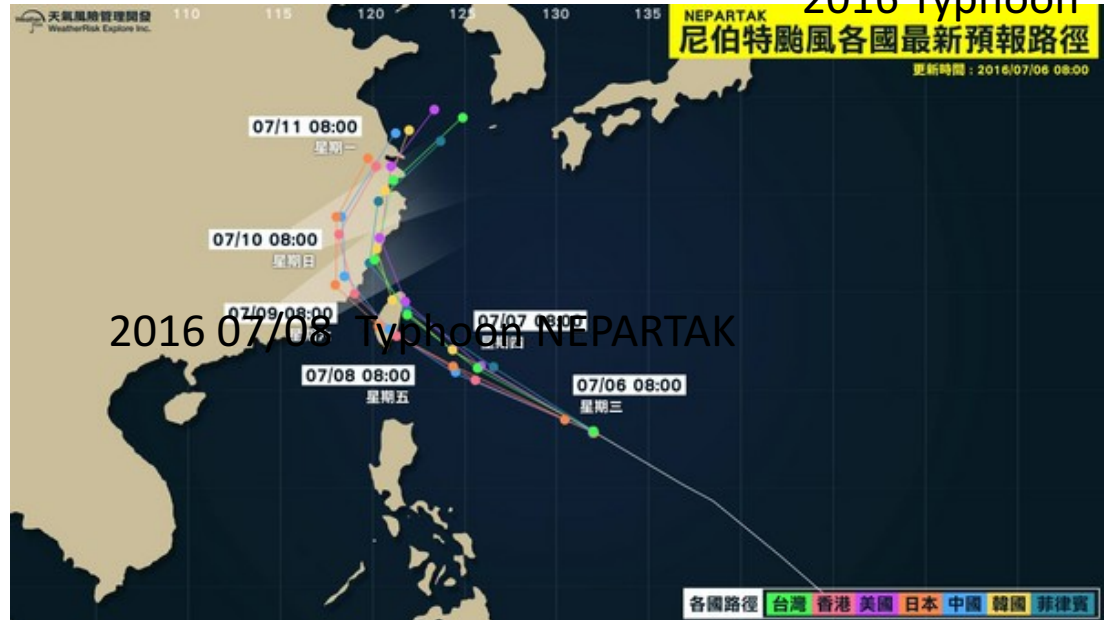 2016 Typhoon
天氣風險管理開發
WeatherRisk Explore Inc.
110 115 120 125 130 135
NEPARTAK
尼伯特颱風各國最新預報路徑
更新時間：2016/07/06 08:00
07/11 08:00
星期一
07/10 08:00
星期日
07/09 08:00
07/07 08:00
星期四
2016 07/08 Typhoon NEPARTAK
07/08 08:00
星期五
07/06 08:00
星期三
各國路徑 台灣 香港 美國 日本 中國 韓國 菲律賓